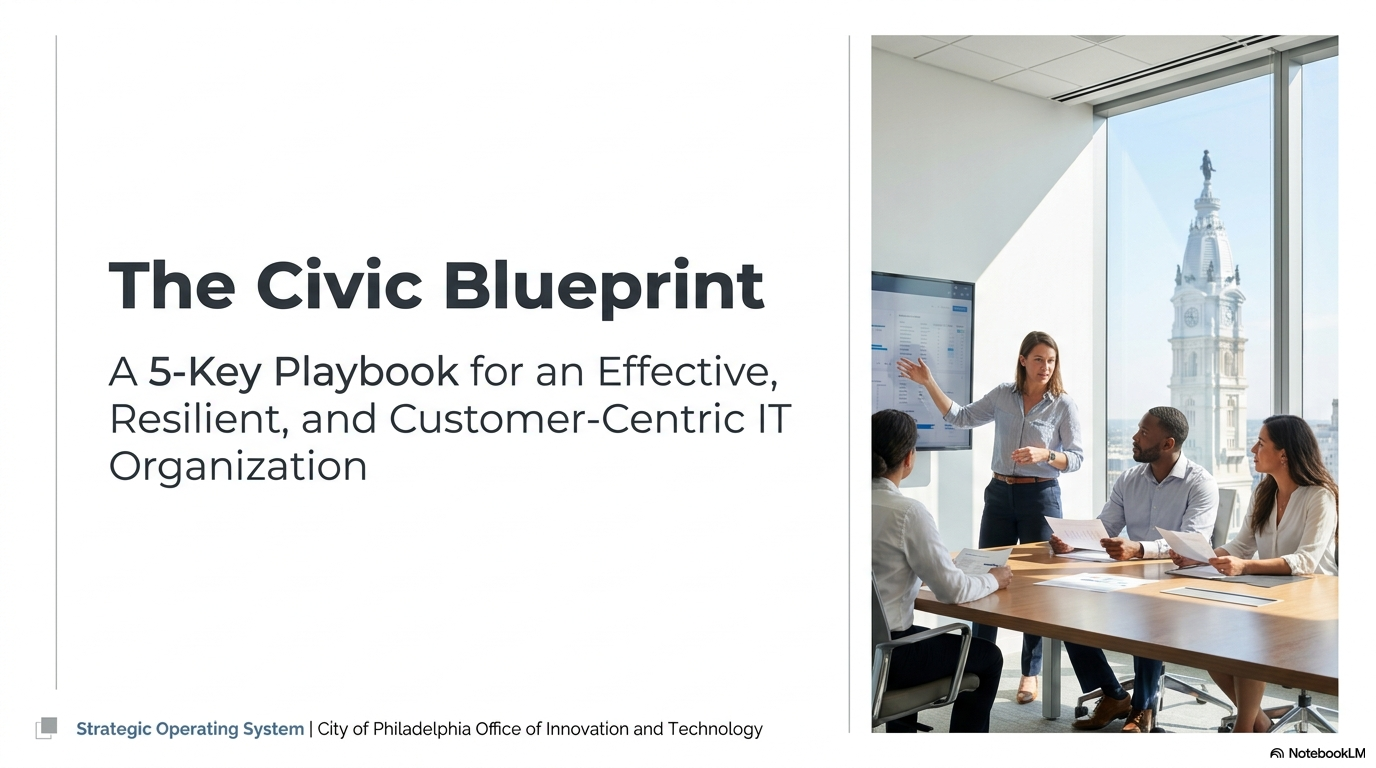 The Civic Blueprint
A 5-Key Playbook for an Effective,
Resilient, and Customer-Centric IT
Organization
Strategic Operating System | City of Philadelphia Office of Innovation and Technology
NotebookLM